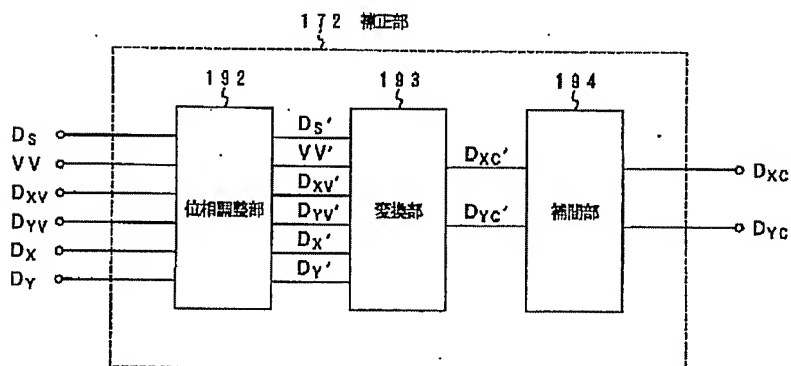 172 補正部
192
193
194
DS
VV
DXV
DYV
DX
DY
位相調整部
DS'
VV'
DXV'
DYV'
DX'
DY'
変換部
DXC'
DYC'
補間部
DXC
DYC